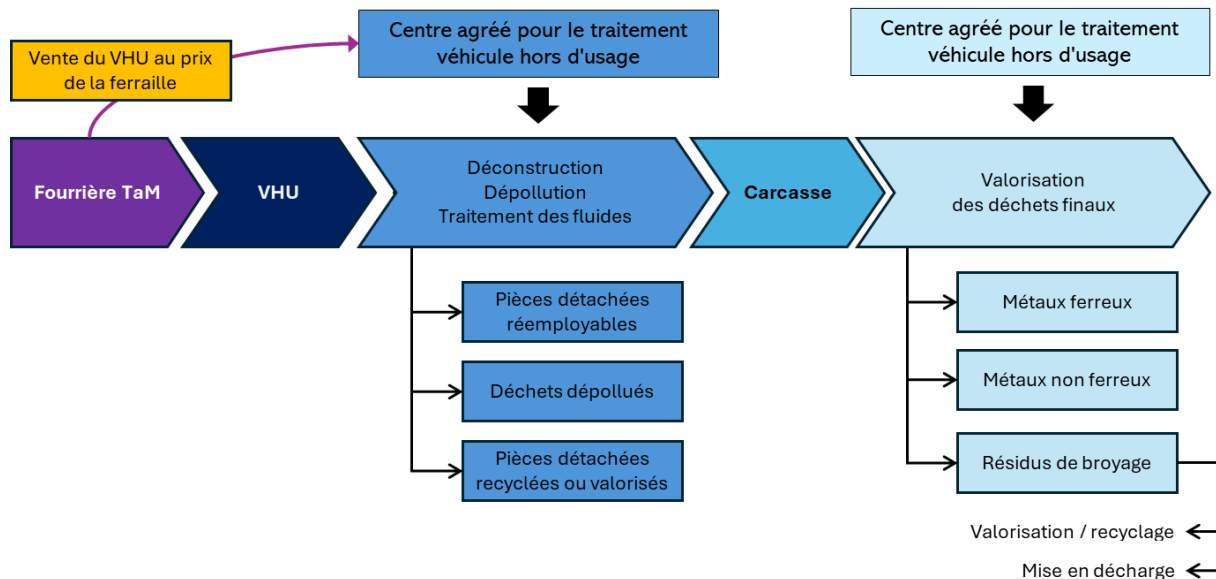 Centre agréé pour le traitement
véhicule hors d'usage
Centre agréé pour le traitement
véhicule hors d'usage
Vente du VHU au prix
de la ferraille
Fourrière TaM
VHU
Déconstruction
Dépollution
Traitement des fluides
Carcasse
Valorisation
des déchets finaux
Pièces détachées
réemployables
Déchets dépollués
Pièces détachées
recyclées ou valorisés
Métaux ferreux
Métaux non ferreux
Résidus de broyage
Valorisation / recyclage
Mise en décharge